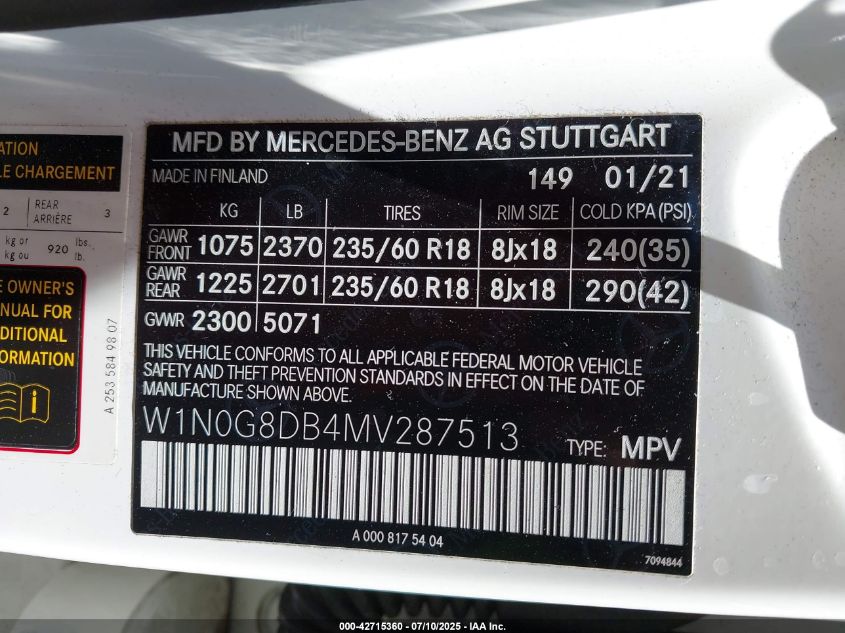 ATION
LE CHARGEMENT
2 REAR ARRIÈRE 3
kg or kg ou 920 lbs. lb.
E OWNER'S
ANUAL FOR
DITIONAL
FORMATION
A 253 584 98 07
MFD BY MERCEDES-BENZ AG STUTTGART
MADE IN FINLAND 149 01/21
KG LB TIRES RIM SIZE COLD KPA(PSI)
GAWR FRONT 1075 2370 235/60 R18 8Jx18 240(35)
GAWR REAR 1225 2701 235/60 R18 8Jx18 290(42)
GVWR 2300 5071
THIS VEHICLE CONFORMS TO ALL APPLICABLE FEDERAL MOTOR VEHICLE
SAFETY AND THEFT PREVENTION STANDARDS IN EFFECT ON THE DATE OF
MANUFACTURE SHOWN ABOVE.
W1N0G8DB4MV287513 TYPE: MPV
A 000 817 54 04
7094844
000-42715360 - 07/10/2025 - IAA Inc.